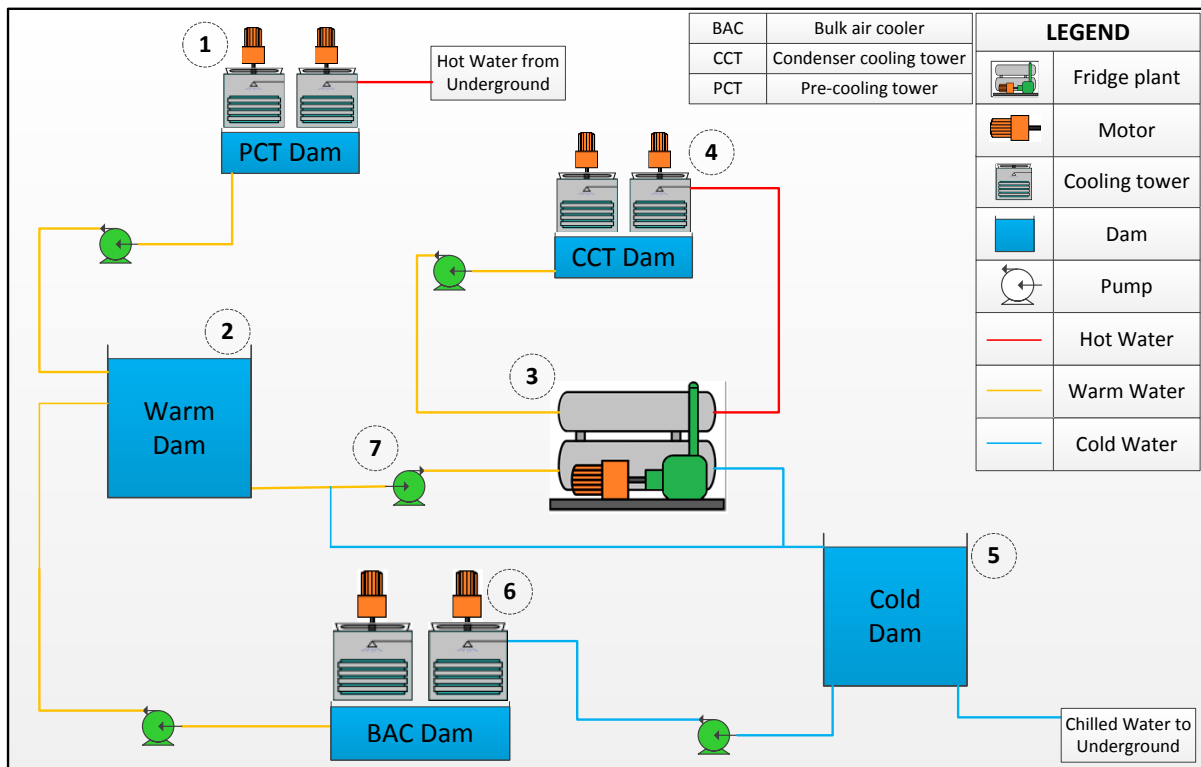 1
Hot Water from
Underground
PCT Dam
BAC Bulk air cooler
CCT Condenser cooling tower
PCT Pre-cooling tower
LEGEND
Fridge plant
Motor
Cooling tower
Dam
Pump
Hot Water
Warm Water
Cold Water
4
CCT Dam
2
Warm
Dam
3
7
5
Cold
Dam
6
BAC Dam
Chilled Water to
Underground